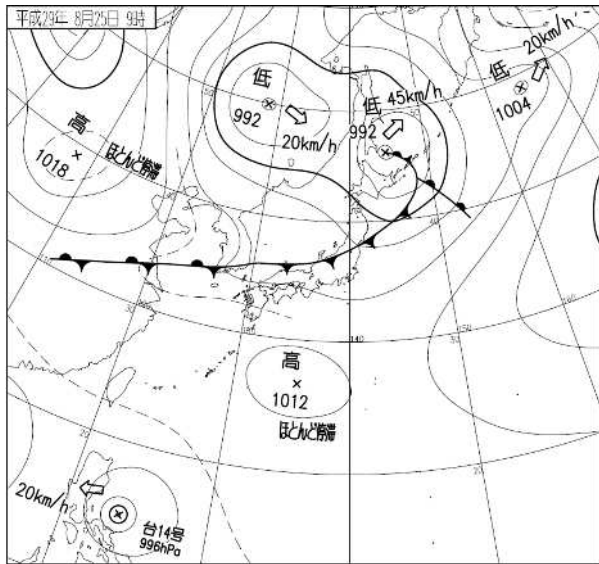 平成29年 8月25日 9時
低
20km/h
1004
低
992
20km/h
低
45km/h
992
高
1018
ほとんど停滞
高
1012
ほとんど停滞
20km/h
台14号
996hPa
140